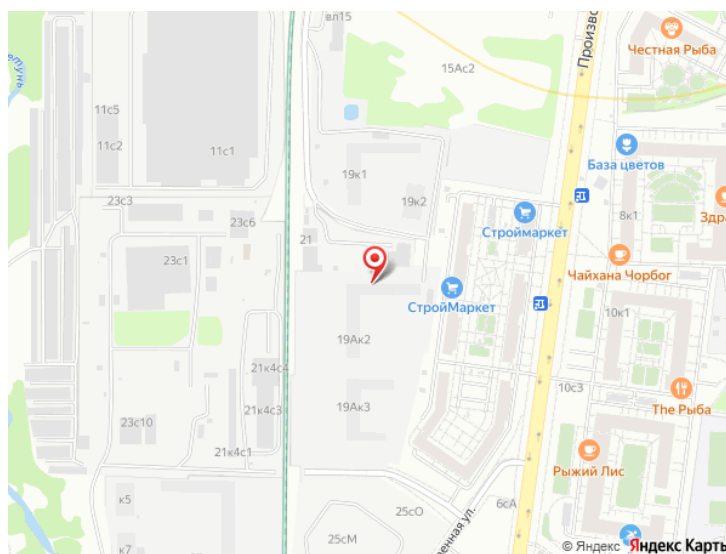 вл15
Честная Рыба
15Ас2
11с5
11с2
11с1
База цветов
19к1
19к2
23с3
23с6
8к1
21
Строймаркет
23с1
Чайхана Чорбог
СтройМаркет
10к1
19Ак2
21к4с4
10с3
19Ак3
21к4с3
The Рыба
23с10
21к4с1
Рыжий Лис
к5
6сА
25сО
25сМ
к7
© Яндекс Яндекс Карты